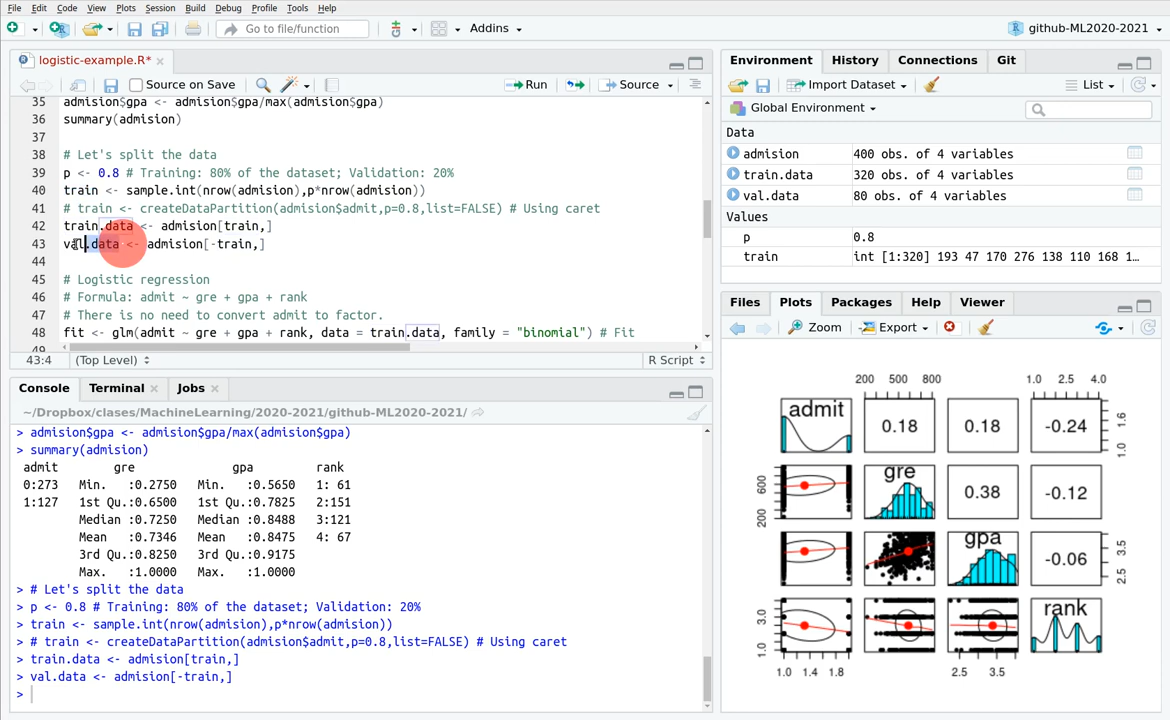 File Edit Code View Plots Session Build Debug Profile Tools Help
Go to file/function Addins github-ML2020-2021
logistic-example.R*
Source on Save Run Source
35 admision$gpa <- admision$gpa/max(admision$gpa)
36 summary(admision)
37
38 # Let's split the data
39 p <- 0.8 # Training: 80% of the dataset; Validation: 20%
40 train <- sample.int(nrow(admision),p*nrow(admision))
41 # train <- createDataPartition(admision$admit,p=0.8,list=FALSE) # Using caret
42 train.data <- admision[train,]
43 val.data <- admision[-train,]
44
45 # Logistic regression
46 # Formula: admit ~ gre + gpa + rank
47 # There is no need to convert admit to factor.
48 fit <- glm(admit ~ gre + gpa + rank, data = train.data, family = "binomial") # Fit
49
43:4 (Top Level) R Script
Console Terminal Jobs
~/Dropbox/clases/MachineLearning/2020-2021/github-ML2020-2021/
> admision$gpa <- admision$gpa/max(admision$gpa)
> summary(admision)
admit gre gpa rank
0:273 Min. :0.2750 Min. :0.5650 1: 61
1:127 1st Qu.:0.6500 1st Qu.:0.7825 2:151
Median :0.7250 Median :0.8488 3:121
Mean :0.7346 Mean :0.8475 4: 67
3rd Qu.:0.8250 3rd Qu.:0.9175
Max. :1.0000 Max. :1.0000
> # Let's split the data
> p <- 0.8 # Training: 80% of the dataset; Validation: 20%
> train <- sample.int(nrow(admision),p*nrow(admision))
> # train <- createDataPartition(admision$admit,p=0.8,list=FALSE) # Using caret
> train.data <- admision[train,]
> val.data <- admision[-train,]
>
Environment History Connections Git
Import Dataset List
Global Environment
Data
admision 400 obs. of 4 variables
train.data 320 obs. of 4 variables
val.data 80 obs. of 4 variables
Values
p 0.8
train int [1:320] 193 47 170 276 138 110 168 1…
Files Plots Packages Help Viewer
Zoom Export
200 500 800 1.0 2.5 4.0
admit 0.18 0.18 -0.24 1.0 1.6
200 600 gre 0.38 -0.12
gpa -0.06 2.5 3.5
1.0 3.0 rank
1.0 1.4 1.8 2.5 3.5